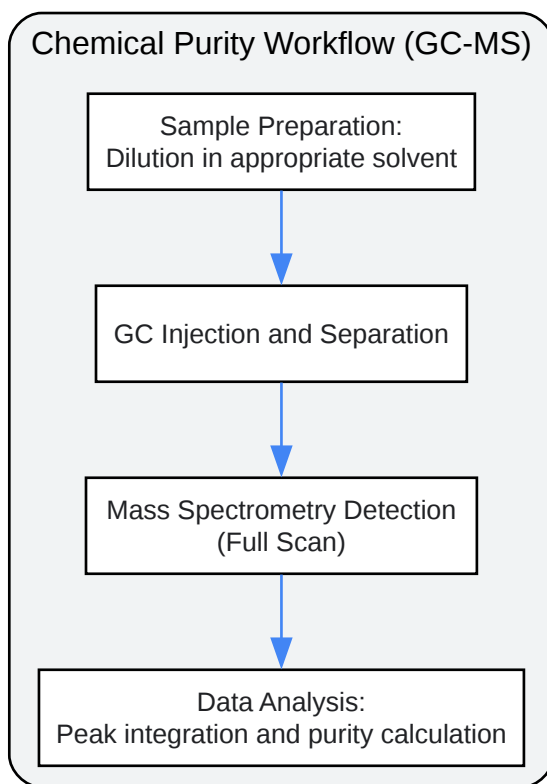 Chemical Purity Workflow (GC-MS)
Sample Preparation:
Dilution in appropriate solvent
GC Injection and Separation
Mass Spectrometry Detection
(Full Scan)
Data Analysis:
Peak integration and purity calculation